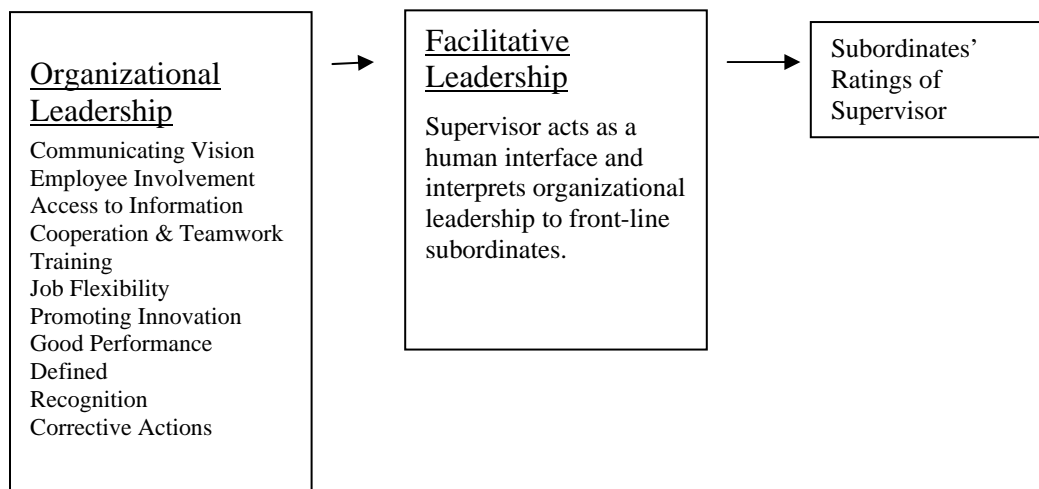 Organizational
Leadership
Communicating Vision
Employee Involvement
Access to Information
Cooperation & Teamwork
Training
Job Flexibility
Promoting Innovation
Good Performance
Defined
Recognition
Corrective Actions
Facilitative
Leadership
Supervisor acts as a
human interface and
interprets organizational
leadership to front-line
subordinates.
Subordinates’
Ratings of
Supervisor